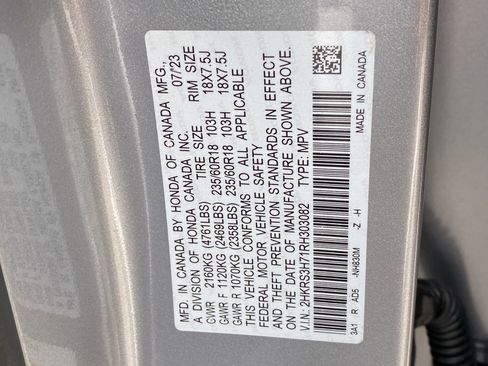 MFD. IN CANADA BY HONDA OF CANADA MFG.,
A DIVISION OF HONDA CANADA INC. 07/23
GVWR 2160KG (4761LBS) TIRE SIZE RIM SIZE
GAWR F 1120KG (2469LBS) 235/60R18 103H 18X7.5J
GAWR R 1070KG (2358LBS) 235/60R18 103H 18X7.5J
THIS VEHICLE CONFORMS TO ALL APPLICABLE
FEDERAL MOTOR VEHICLE SAFETY
AND THEFT PREVENTION STANDARDS IN EFFECT
ON THE DATE OF MANUFACTURE SHOWN ABOVE.
V.I.N: 2HKRS3H71RH303082 TYPE: MPV
3A1 R AD5 -NH830M -Z -H
MADE IN CANADA